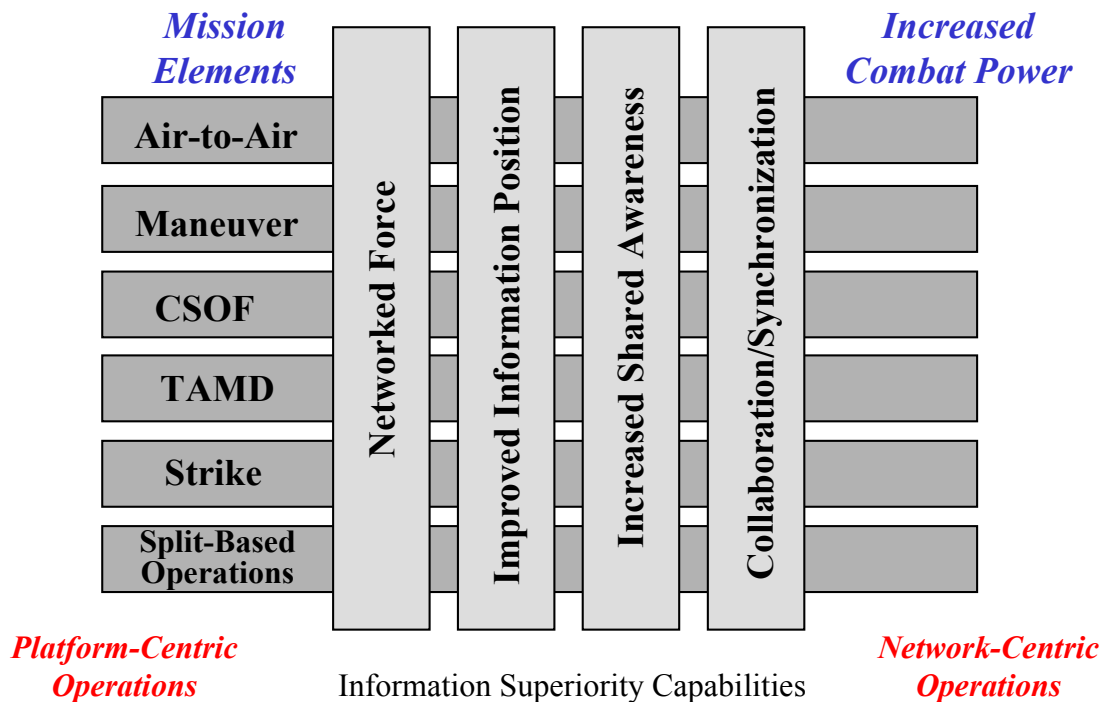 Mission
Elements
Increased
Combat Power
Air-to-Air
Maneuver
CSOF
TAMD
Strike
Split-Based
Operations
Networked Force
Improved Information Position
Increased Shared Awareness
Collaboration/Synchronization
Platform-Centric
Operations
Information Superiority Capabilities
Network-Centric
Operations